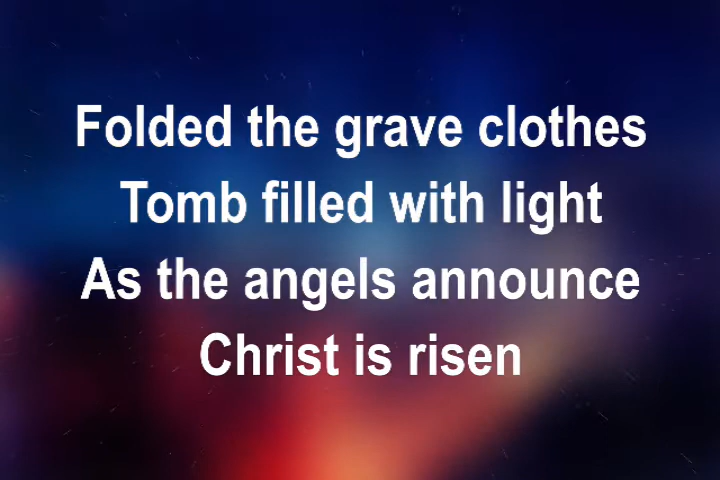 Folded the grave clothes
Tomb filled with light
As the angels announce
Christ is risen